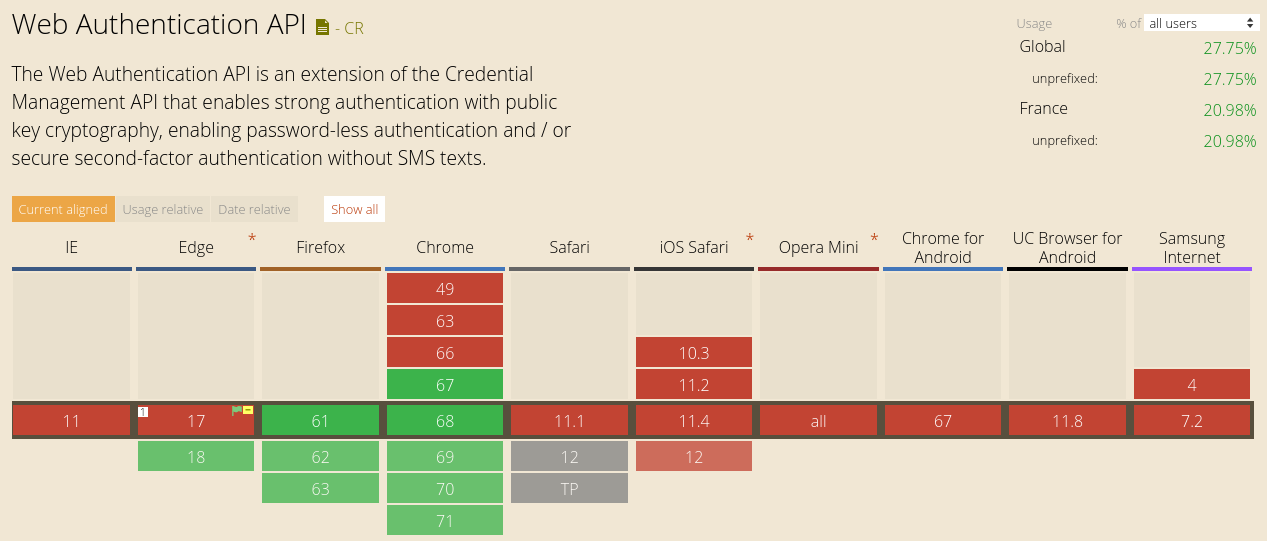 Web Authentication API - CR
Usage % of all users
Global 27.75%
unprefixed: 27.75%
France 20.98%
unprefixed: 20.98%
The Web Authentication API is an extension of the Credential
Management API that enables strong authentication with public
key cryptography, enabling password-less authentication and / or
secure second-factor authentication without SMS texts.
Current aligned Usage relative Date relative Show all
IE Edge * Firefox Chrome Safari iOS Safari * Opera Mini * Chrome for Android UC Browser for Android Samsung Internet
49
63
66 10.3
67 11.2 4
11 1 17 61 68 11.1 11.4 all 67 11.8 7.2
18 62 69 12 12
63 70 TP
71